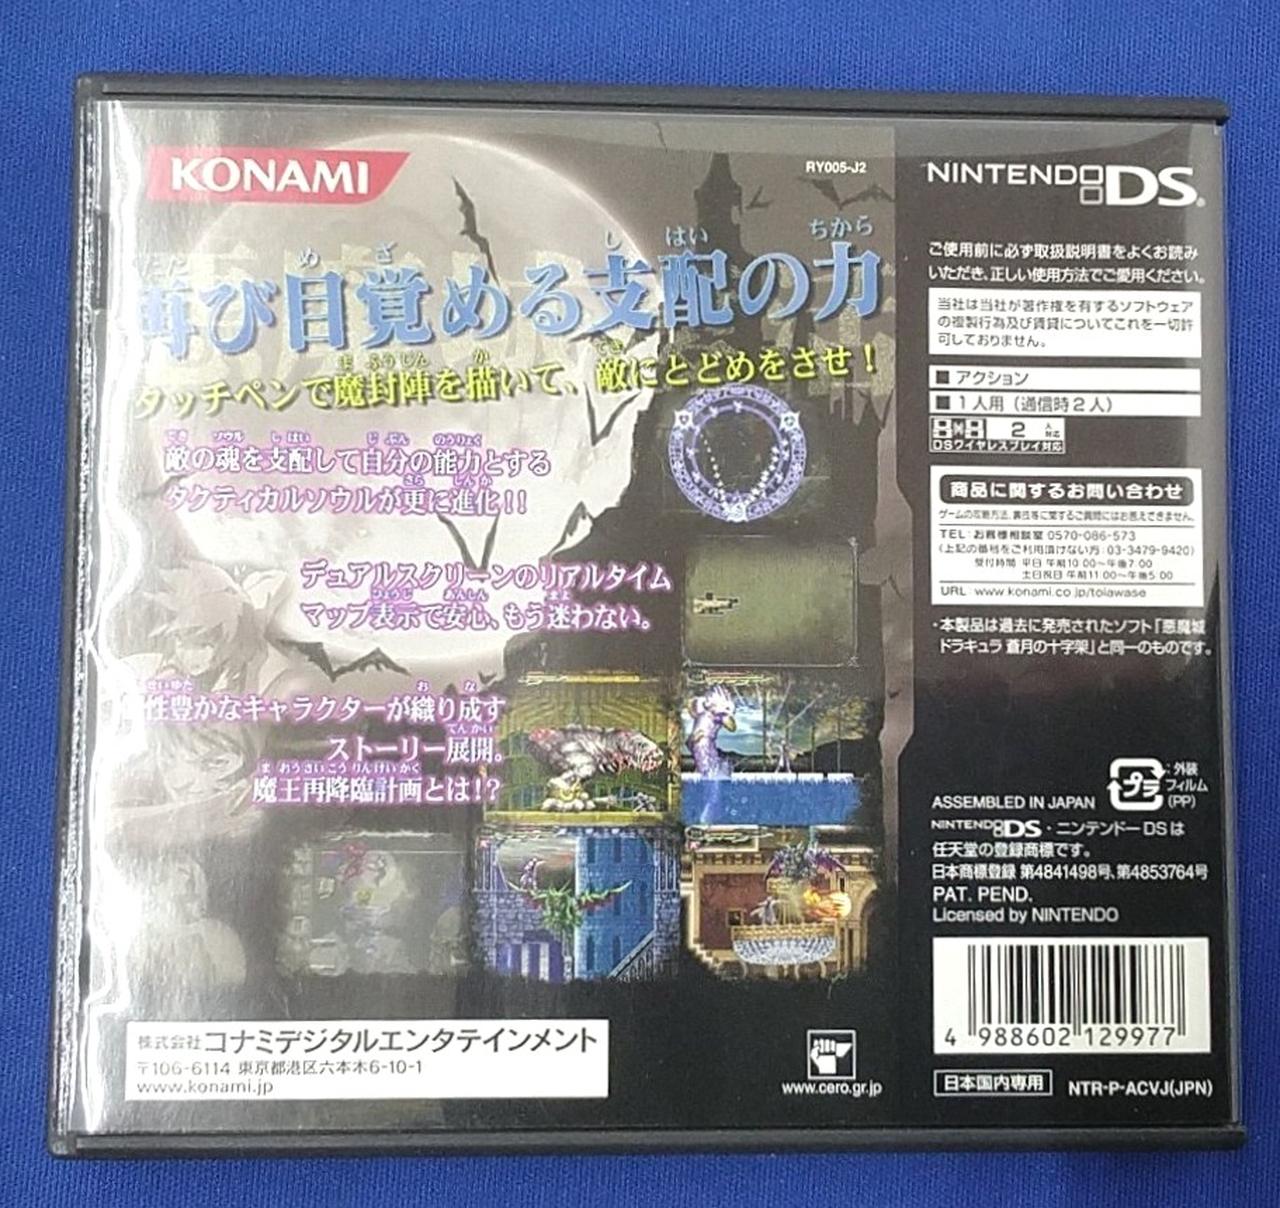 KONAMI
RY005-J2
NINTENDO DS
再び目覚める支配の力
タッチペンで魔封陣を描いて、敵にとどめをさせ！
敵の魂を支配して自分の能力とする
タクティカルソウルが更に進化!!
デュアルスクリーンのリアルタイム
マップ表示で安心、もう迷わない。
性豊かなキャラクターが織り成す
ストーリー展開。
魔王再降臨計画とは!?
株式会社コナミデジタルエンタテインメント
〒106-6114 東京都港区六本木6-10-1
www.konami.jp
www.cero.gr.jp
ご使用前に必ず取扱説明書をよくお読み
いただき、正しい使用方法でご愛用ください。
当社は当社が著作権を有するソフトウェア
の複製行為及び賃貸についてこれを一切許
可しておりません。
■ アクション
■ 1人用（通信時2人）
2 人対応
DSワイヤレスプレイ対応
商品に関するお問い合わせ
ゲームの攻略方法、裏技等に関するご質問にはお答えできません。
TEL：お客様相談室 0570-086-573
（上記の番号をご利用頂けない方：03-3479-9420）
受付時間 平日 午前10:00～午後7:00
土日祝日 午前11:00～午後5:00
URL：www.konami.co.jp/toiawase
・本製品は過去に発売されたソフト「悪魔城
ドラキュラ 蒼月の十字架」と同一のものです。
プラ：外装フィルム(PP)
ASSEMBLED IN JAPAN
NINTENDO DS・ニンテンドーDSは
任天堂の登録商標です。
日本商標登録 第4841498号、第4853764号
PAT. PEND.
Licensed by NINTENDO
4 988602 129977
日本国内専用 NTR-P-ACVJ(JPN)